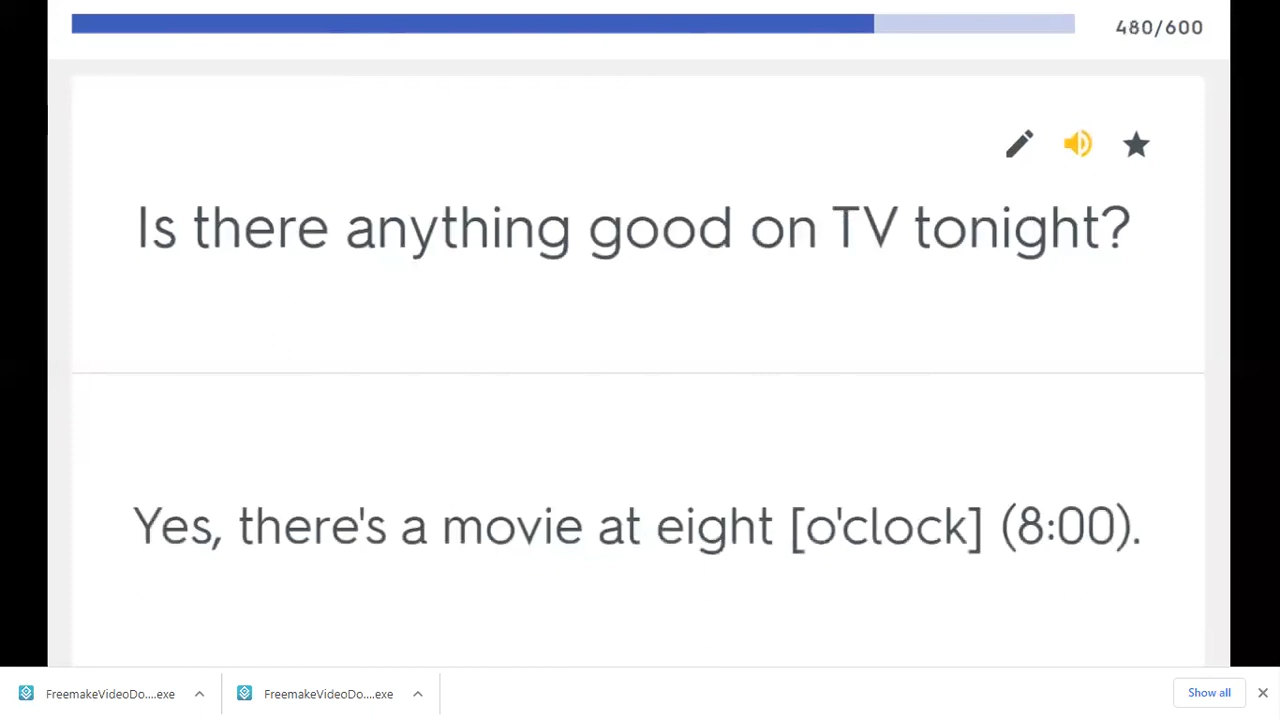 480/600
Is there anything good on TV tonight?
Yes, there's a movie at eight [o'clock] (8:00).
FreemakeVideoDo....exe
FreemakeVideoDo....exe
Show all